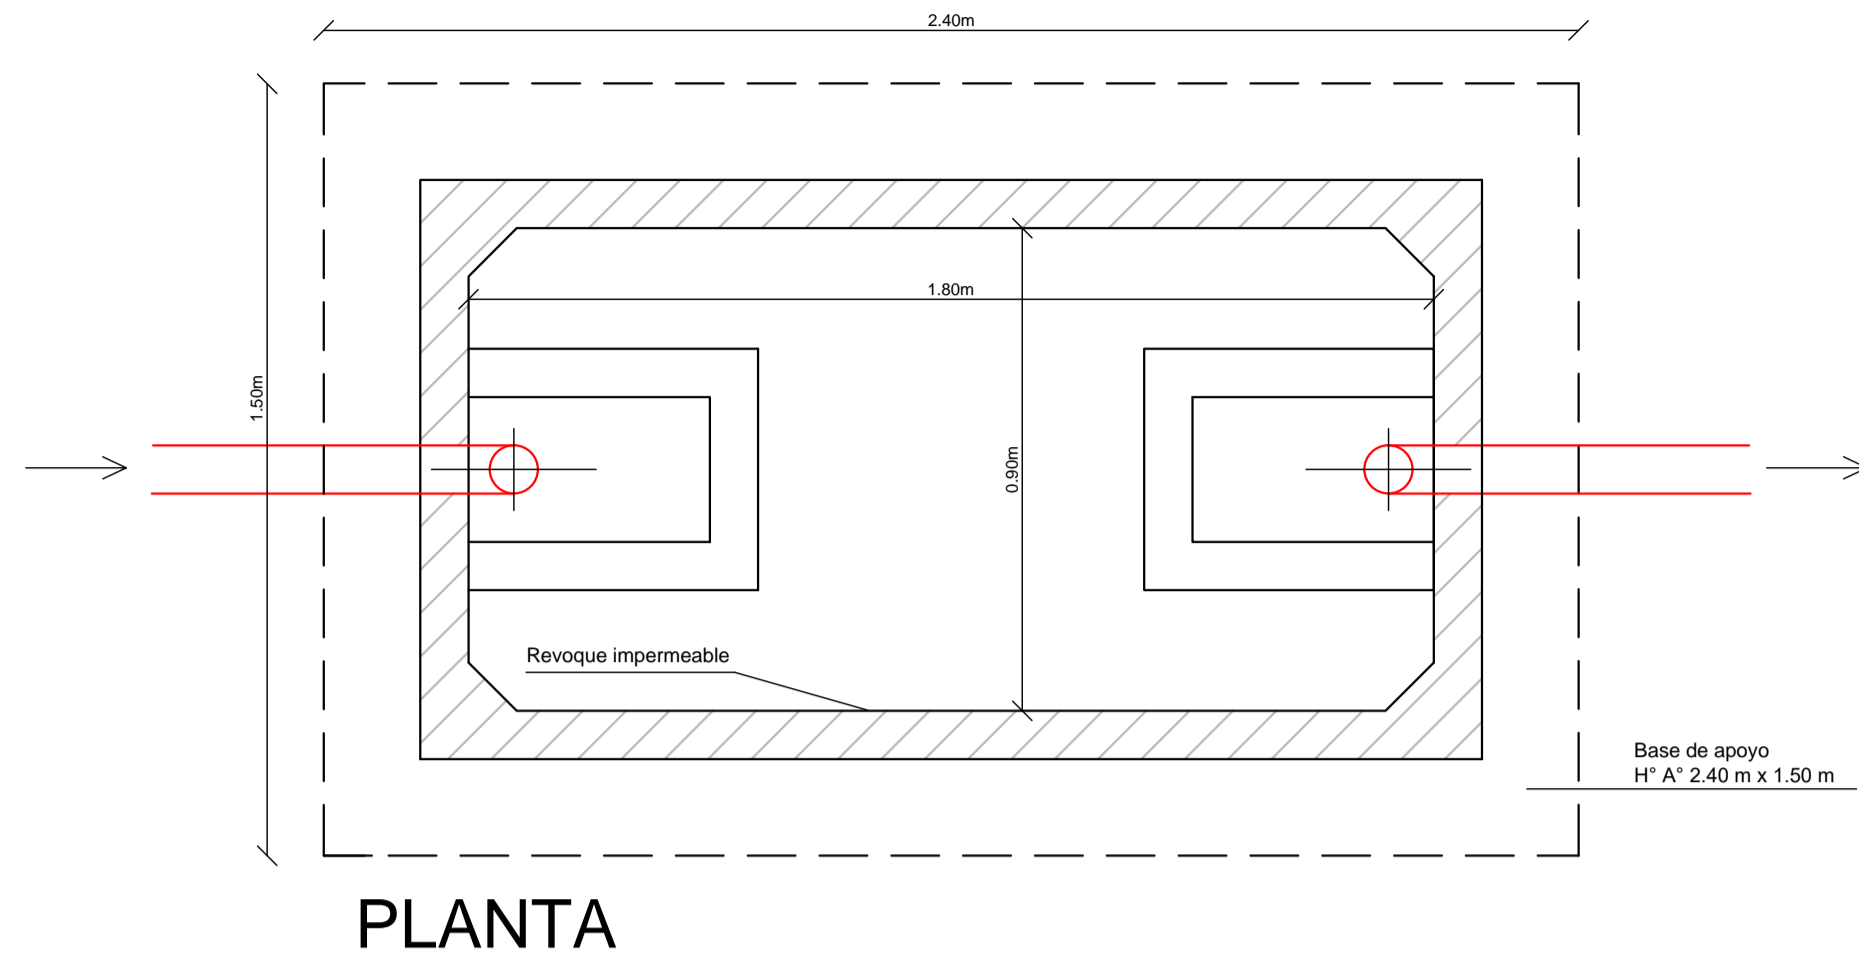 2.40m
1.80m
1.50m
0.90m
Revoque impermeable
Base de apoyo
H° A° 2.40 m x 1.50 m
PLANTA